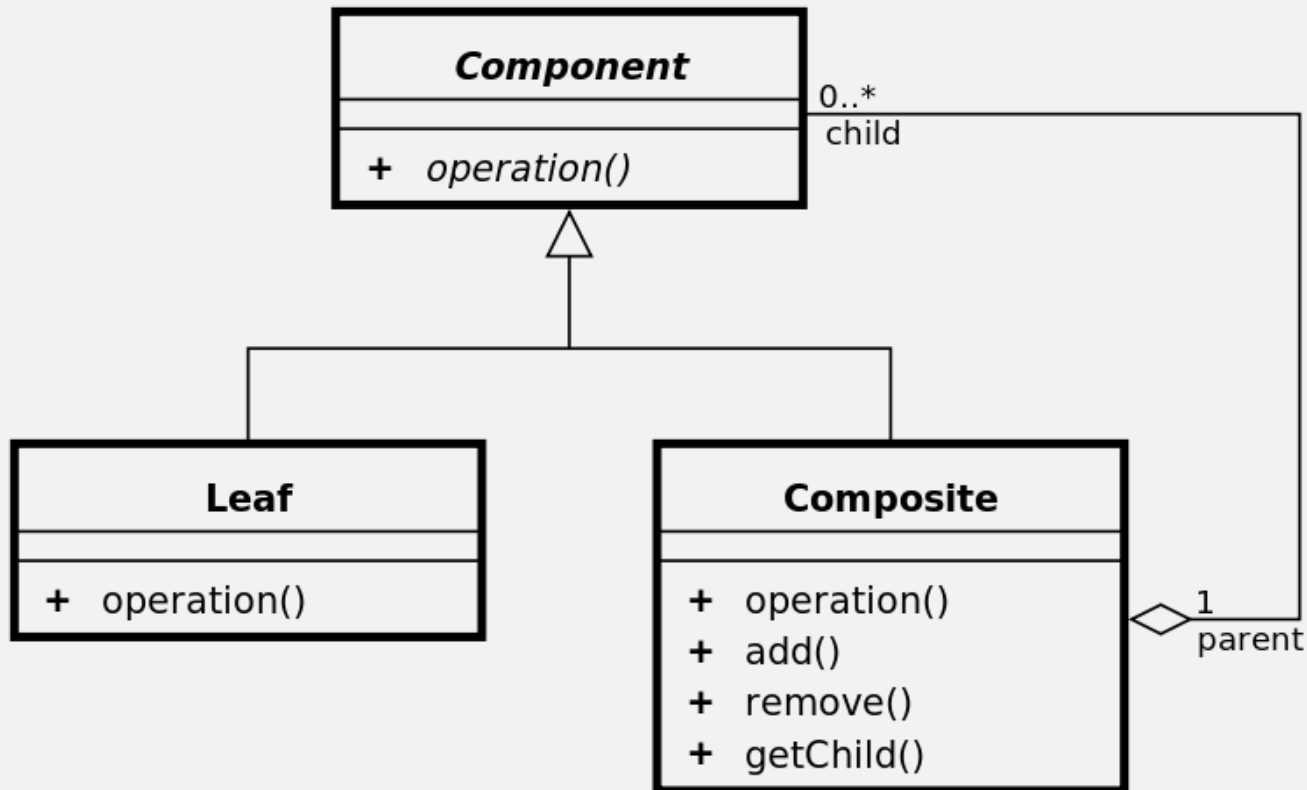 Component
0..*
child
+ operation()
Leaf
Composite
+ operation()
+ operation()
1
parent
+ add()
+ remove()
+ getChild()